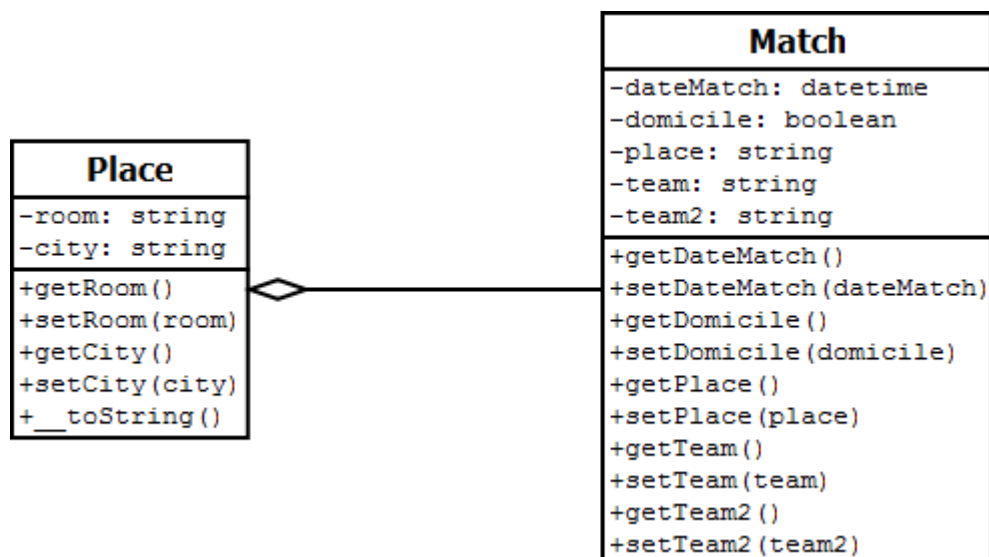 Place
-room: string
-city: string
+getRoom()
+setRoom(room)
+getCity()
+setCity(city)
+__toString()
Match
-dateMatch: datetime
-domicile: boolean
-place: string
-team: string
-team2: string
+getDateMatch()
+setDateMatch(dateMatch)
+getDomicile()
+setDomicile(domicile)
+getPlace()
+setPlace(place)
+getTeam()
+setTeam(team)
+getTeam2()
+setTeam2(team2)